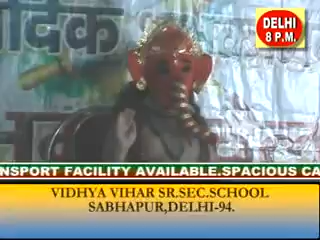 DELHI
8 P.M.
NSPORT FACILITY AVAILABLE.SPACIOUS CA
VIDHYA VIHAR SR.SEC.SCHOOL
SABHAPUR,DELHI-94.